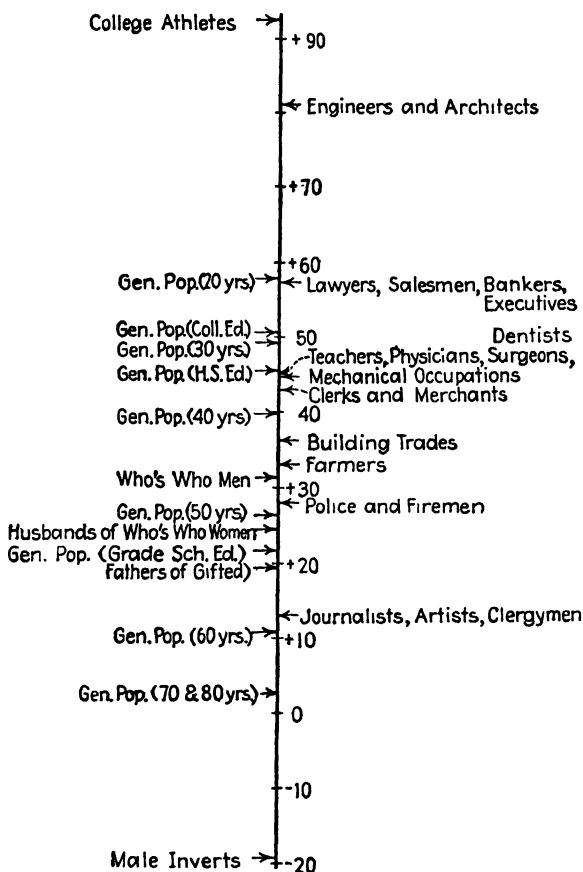 College Athletes
+ 90
Engineers and Architects
+70
+60
Gen. Pop.(20 yrs)
Lawyers, Salesmen, Bankers,
Executives
Gen. Pop.(Coll. Ed.)
50
Dentists
Gen. Pop.(30 yrs.)
Teachers, Physicians, Surgeons,
Gen. Pop. (H.S. Ed.)
Mechanical Occupations
Clerks and Merchants
Gen. Pop. (40 yrs)
40
Building Trades
Farmers
Who's Who Men
+30
Police and Firemen
Gen. Pop. (50 yrs)
Husbands of Who's Who Women
Gen. Pop. (Grade Sch. Ed.)
+20
Fathers of Gifted)
Journalists, Artists, Clergymen
Gen. Pop. (60 yrs.)
+10
Gen. Pop. (70 & 80 yrs.)
0
-10
Male Inverts
-20